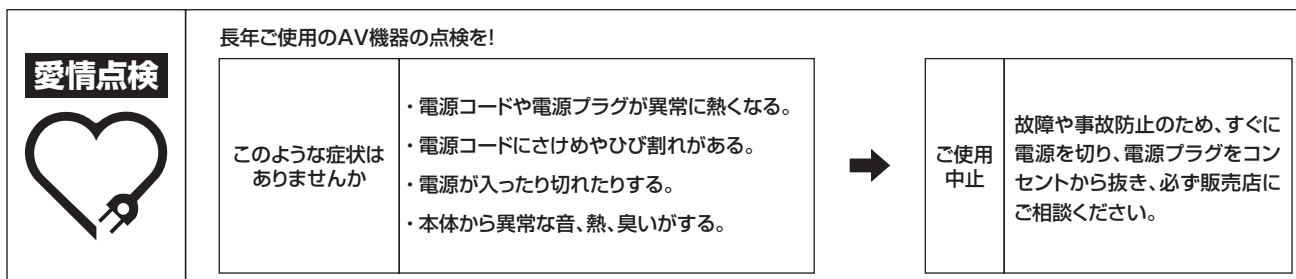 愛情点検
長年ご使用のAV機器の点検を!
このような症状は
ありませんか
・電源コードや電源プラグが異常に熱くなる。
・電源コードにさけめやひび割れがある。
・電源が入ったり切れたりする。
・本体から異常な音、熱、臭いがする。
ご使用
中止
故障や事故防止のため、すぐに
電源を切り、電源プラグをコン
セントから抜き、必ず販売店に
ご相談ください。